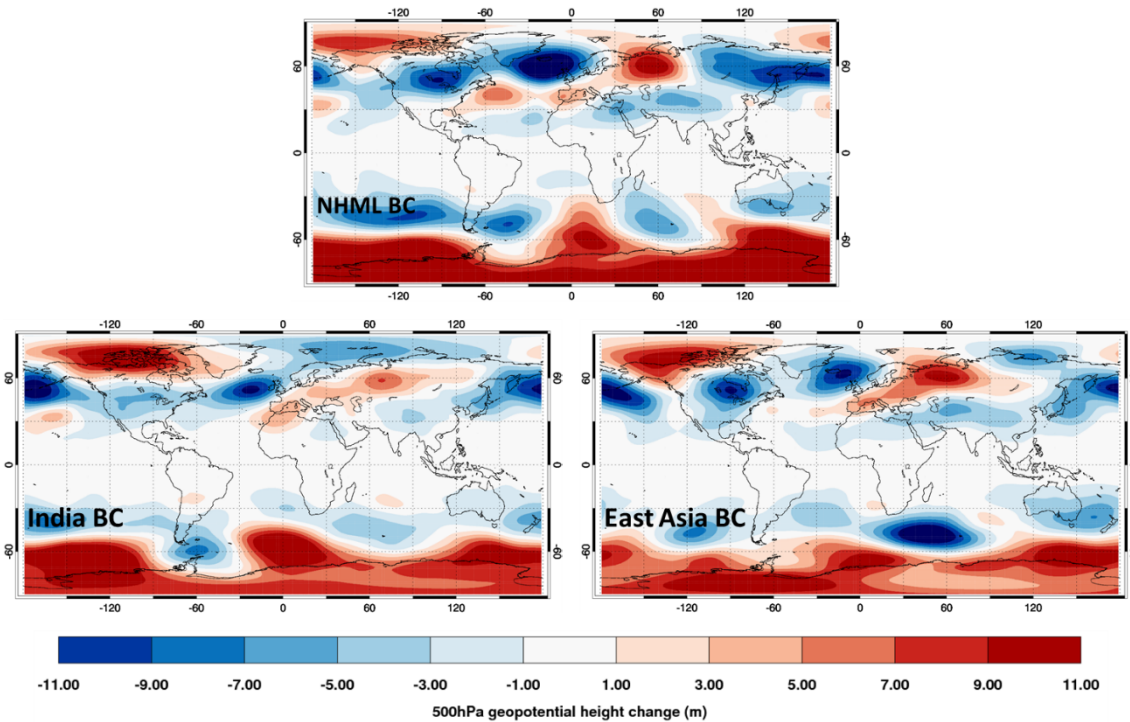 -120 -60 0 60 120
60 60
0 0
-60 -60
NHML BC
-120 -60 0 60 120
-120 -60 0 60 120
-120 -60 0 60 120
60 60
60 60
0 0
0 0
India BC
East Asia BC
-60 -60
-60 -60
-120 -60 0 60 120
-120 -60 0 60 120
-11.00 -9.00 -7.00 -5.00 -3.00 -1.00 1.00 3.00 5.00 7.00 9.00 11.00
500hPa geopotential height change (m)